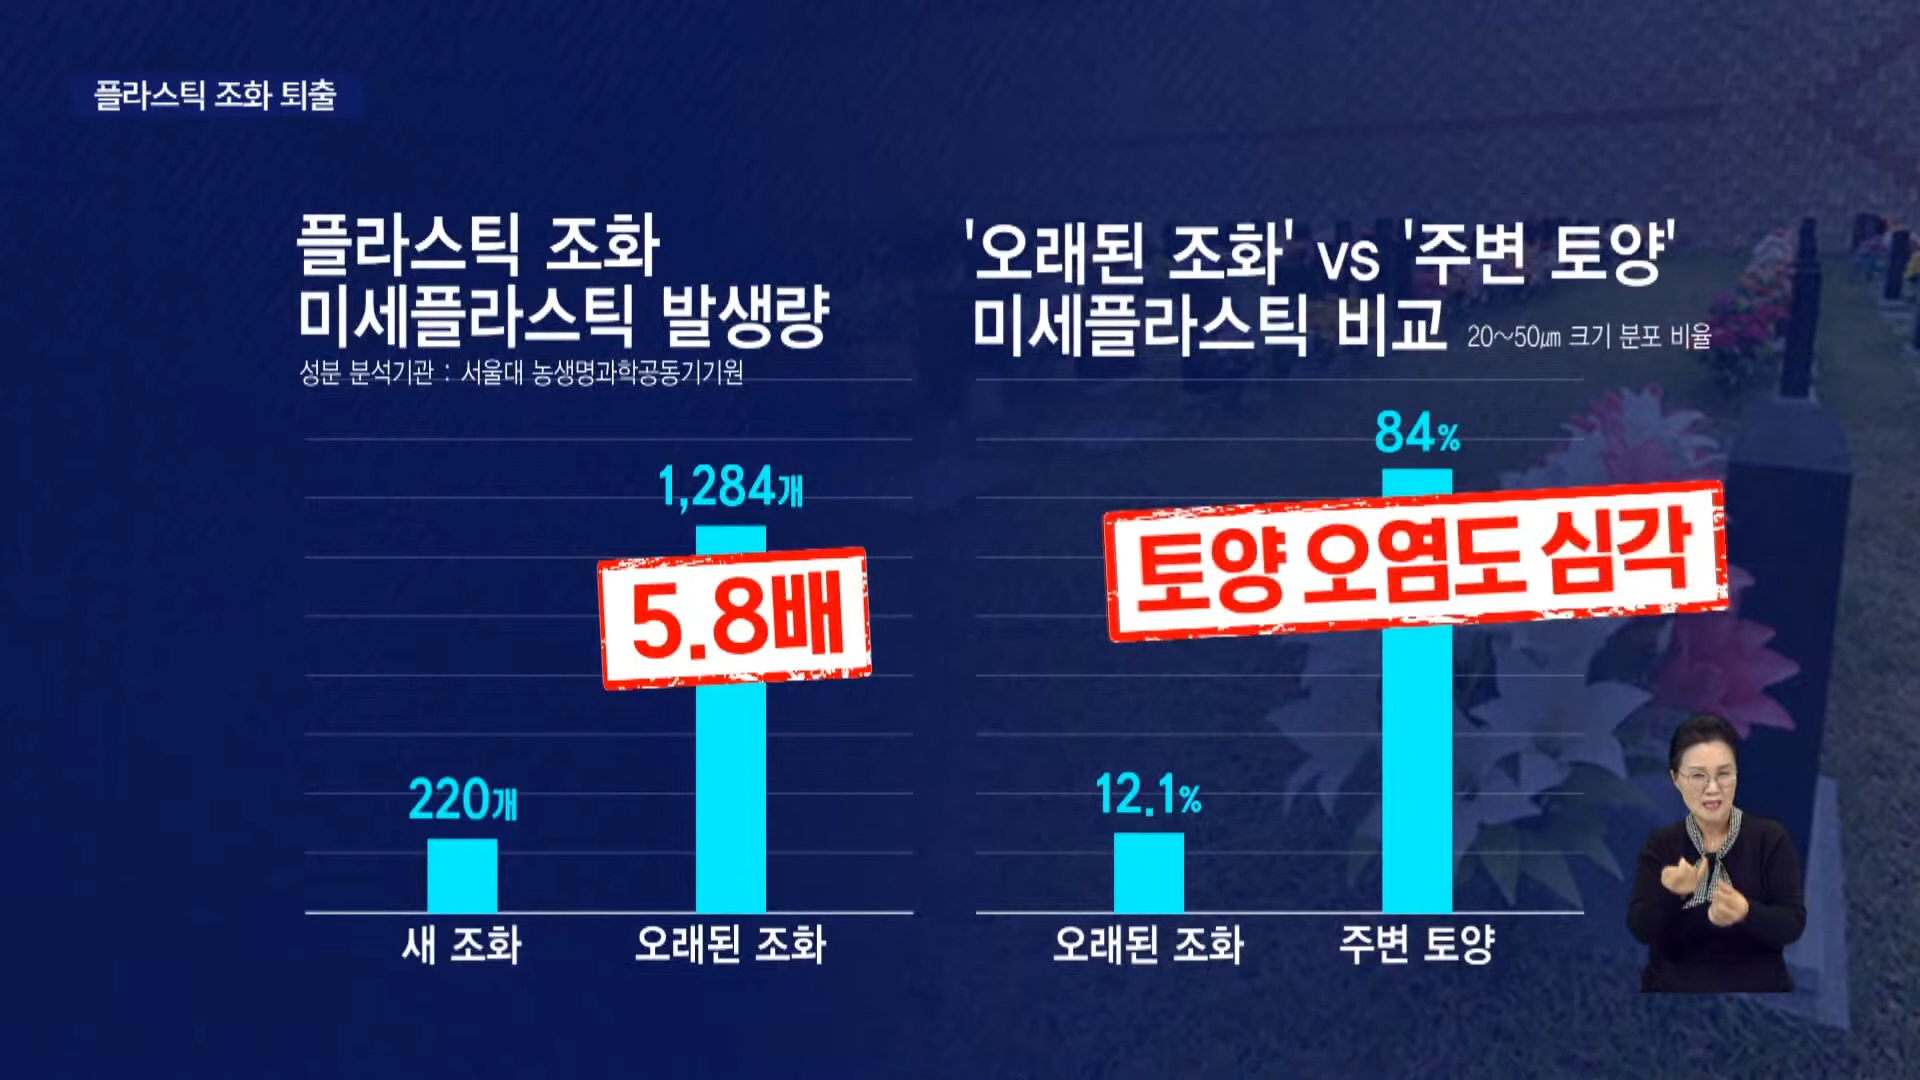 플라스틱 조화 퇴출
플라스틱 조화
미세플라스틱 발생량
성분 분석기관 : 서울대 농생명과학공동기기원
1,284개
5.8배
220개
새 조화
오래된 조화
'오래된 조화' vs '주변 토양'
미세플라스틱 비교 20~50㎛ 크기 분포 비율
84%
토양 오염도 심각
12.1%
오래된 조화
주변 토양